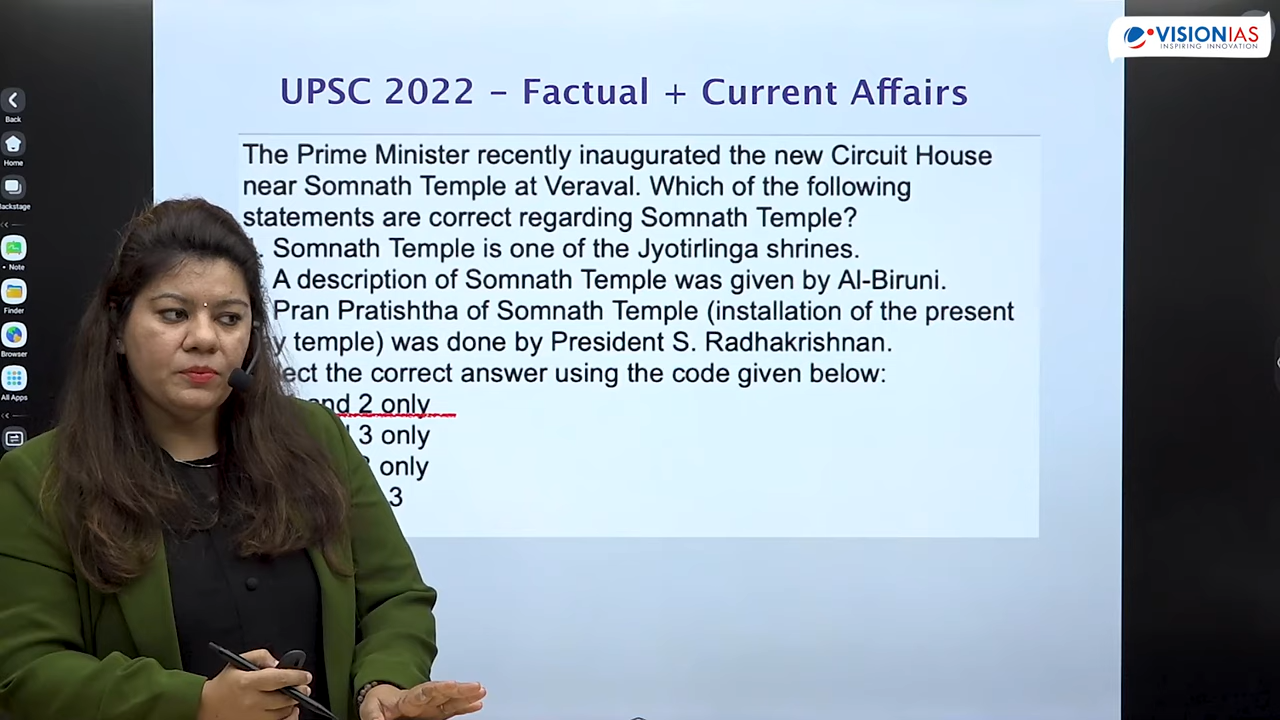 VISIONIAS
INSPIRING INNOVATION
UPSC 2022 – Factual + Current Affairs
The Prime Minister recently inaugurated the new Circuit House
near Somnath Temple at Veraval. Which of the following
statements are correct regarding Somnath Temple?
Somnath Temple is one of the Jyotirlinga shrines.
A description of Somnath Temple was given by Al-Biruni.
Pran Pratishtha of Somnath Temple (installation of the present
temple) was done by President S. Radhakrishnan.
the correct answer using the code given below:
and 2 only
3 only
only
3
Back
Home
Backstage
Note
Finder
Browser
All Apps